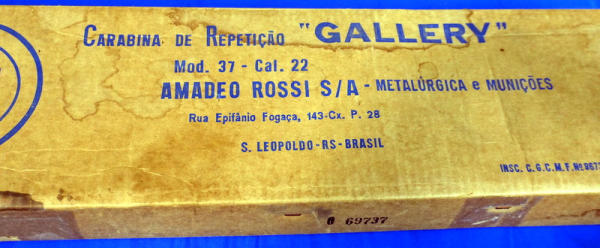 CARABINA DE REPETIÇÃO "GALLERY"
Mod. 37 - Cal. 22
AMADEO ROSSI S/A - METALÚRGICA e MUNIÇÕES
Rua Epifânio Fogaça, 143-Cx. P. 28
S. LEOPOLDO-RS-BRASIL
INSC. C.G.C.M.F.
69737